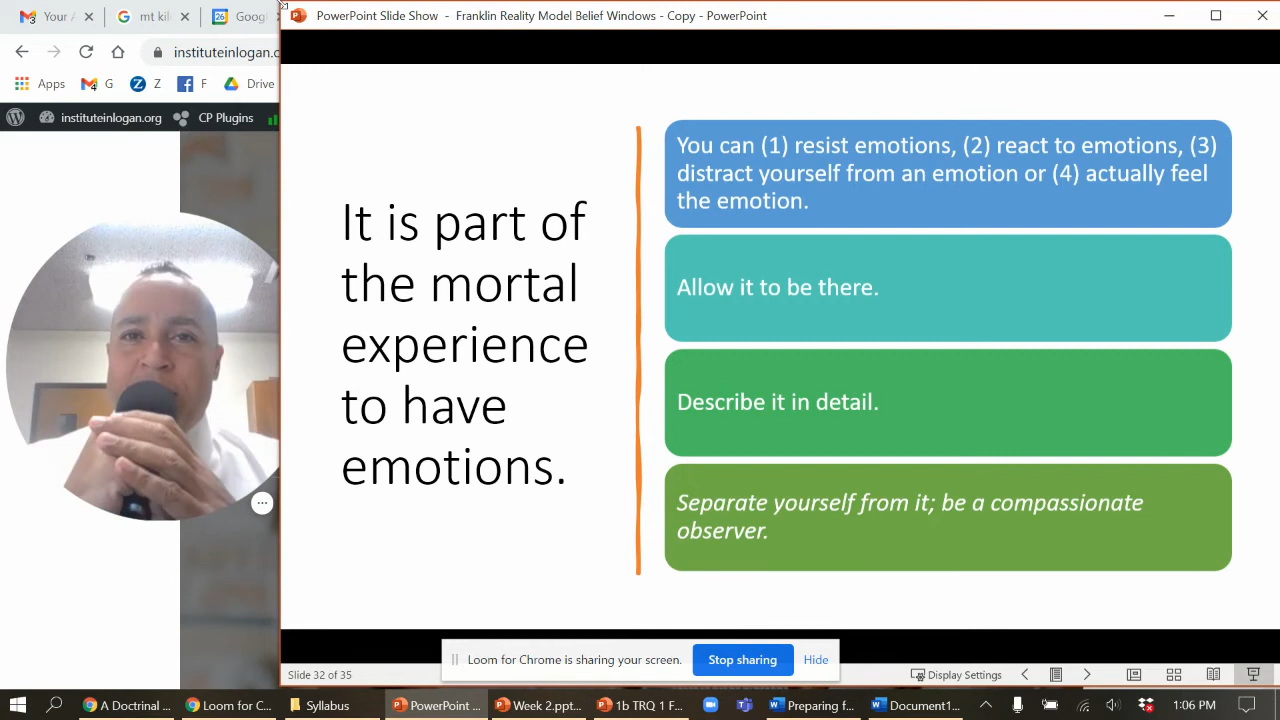 Your A
mt kil
Googl
PowerPoint Slide Show - Franklin Reality Model Belief Windows - Copy - PowerPoint
instituteinlogan.c
Apps
G
Z
F
Drive
instituteinlogan.org
CP Plugins
It is part of
the mortal
experience
to have
emotions.
You can (1) resist emotions, (2) react to emotions, (3)
distract yourself from an emotion or (4) actually feel
the emotion.
Allow it to be there.
Describe it in detail.
Separate yourself from it; be a compassionate
observer.
Loom for Chrome is sharing your screen.
Stop sharing
Hide
Slide 32 of 35
Display Settings
A Doctrinal ...
Loom for C...
Syllabus
PowerPoint ...
Week 2.ppt...
1b TRQ 1 F...
Preparing f...
Document1...
1:06 PM